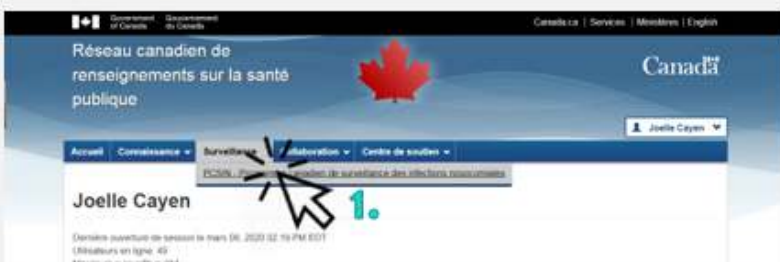 Government of Canada Gouvernement du Canada
Canada.ca | Services | Ministères | English
Réseau canadien de
renseignements sur la santé
publique
Canada
Joelle Cayen
Accueil Connaissance Surveillance Collaboration Centre de soutien
PCSIN - canadien de surveillance des infections nosocomiales
Joelle Cayen
1.
Dernière ouverture de session le mars 06, 2020 02:19 PM EDT
Utilisateurs en ligne: 49